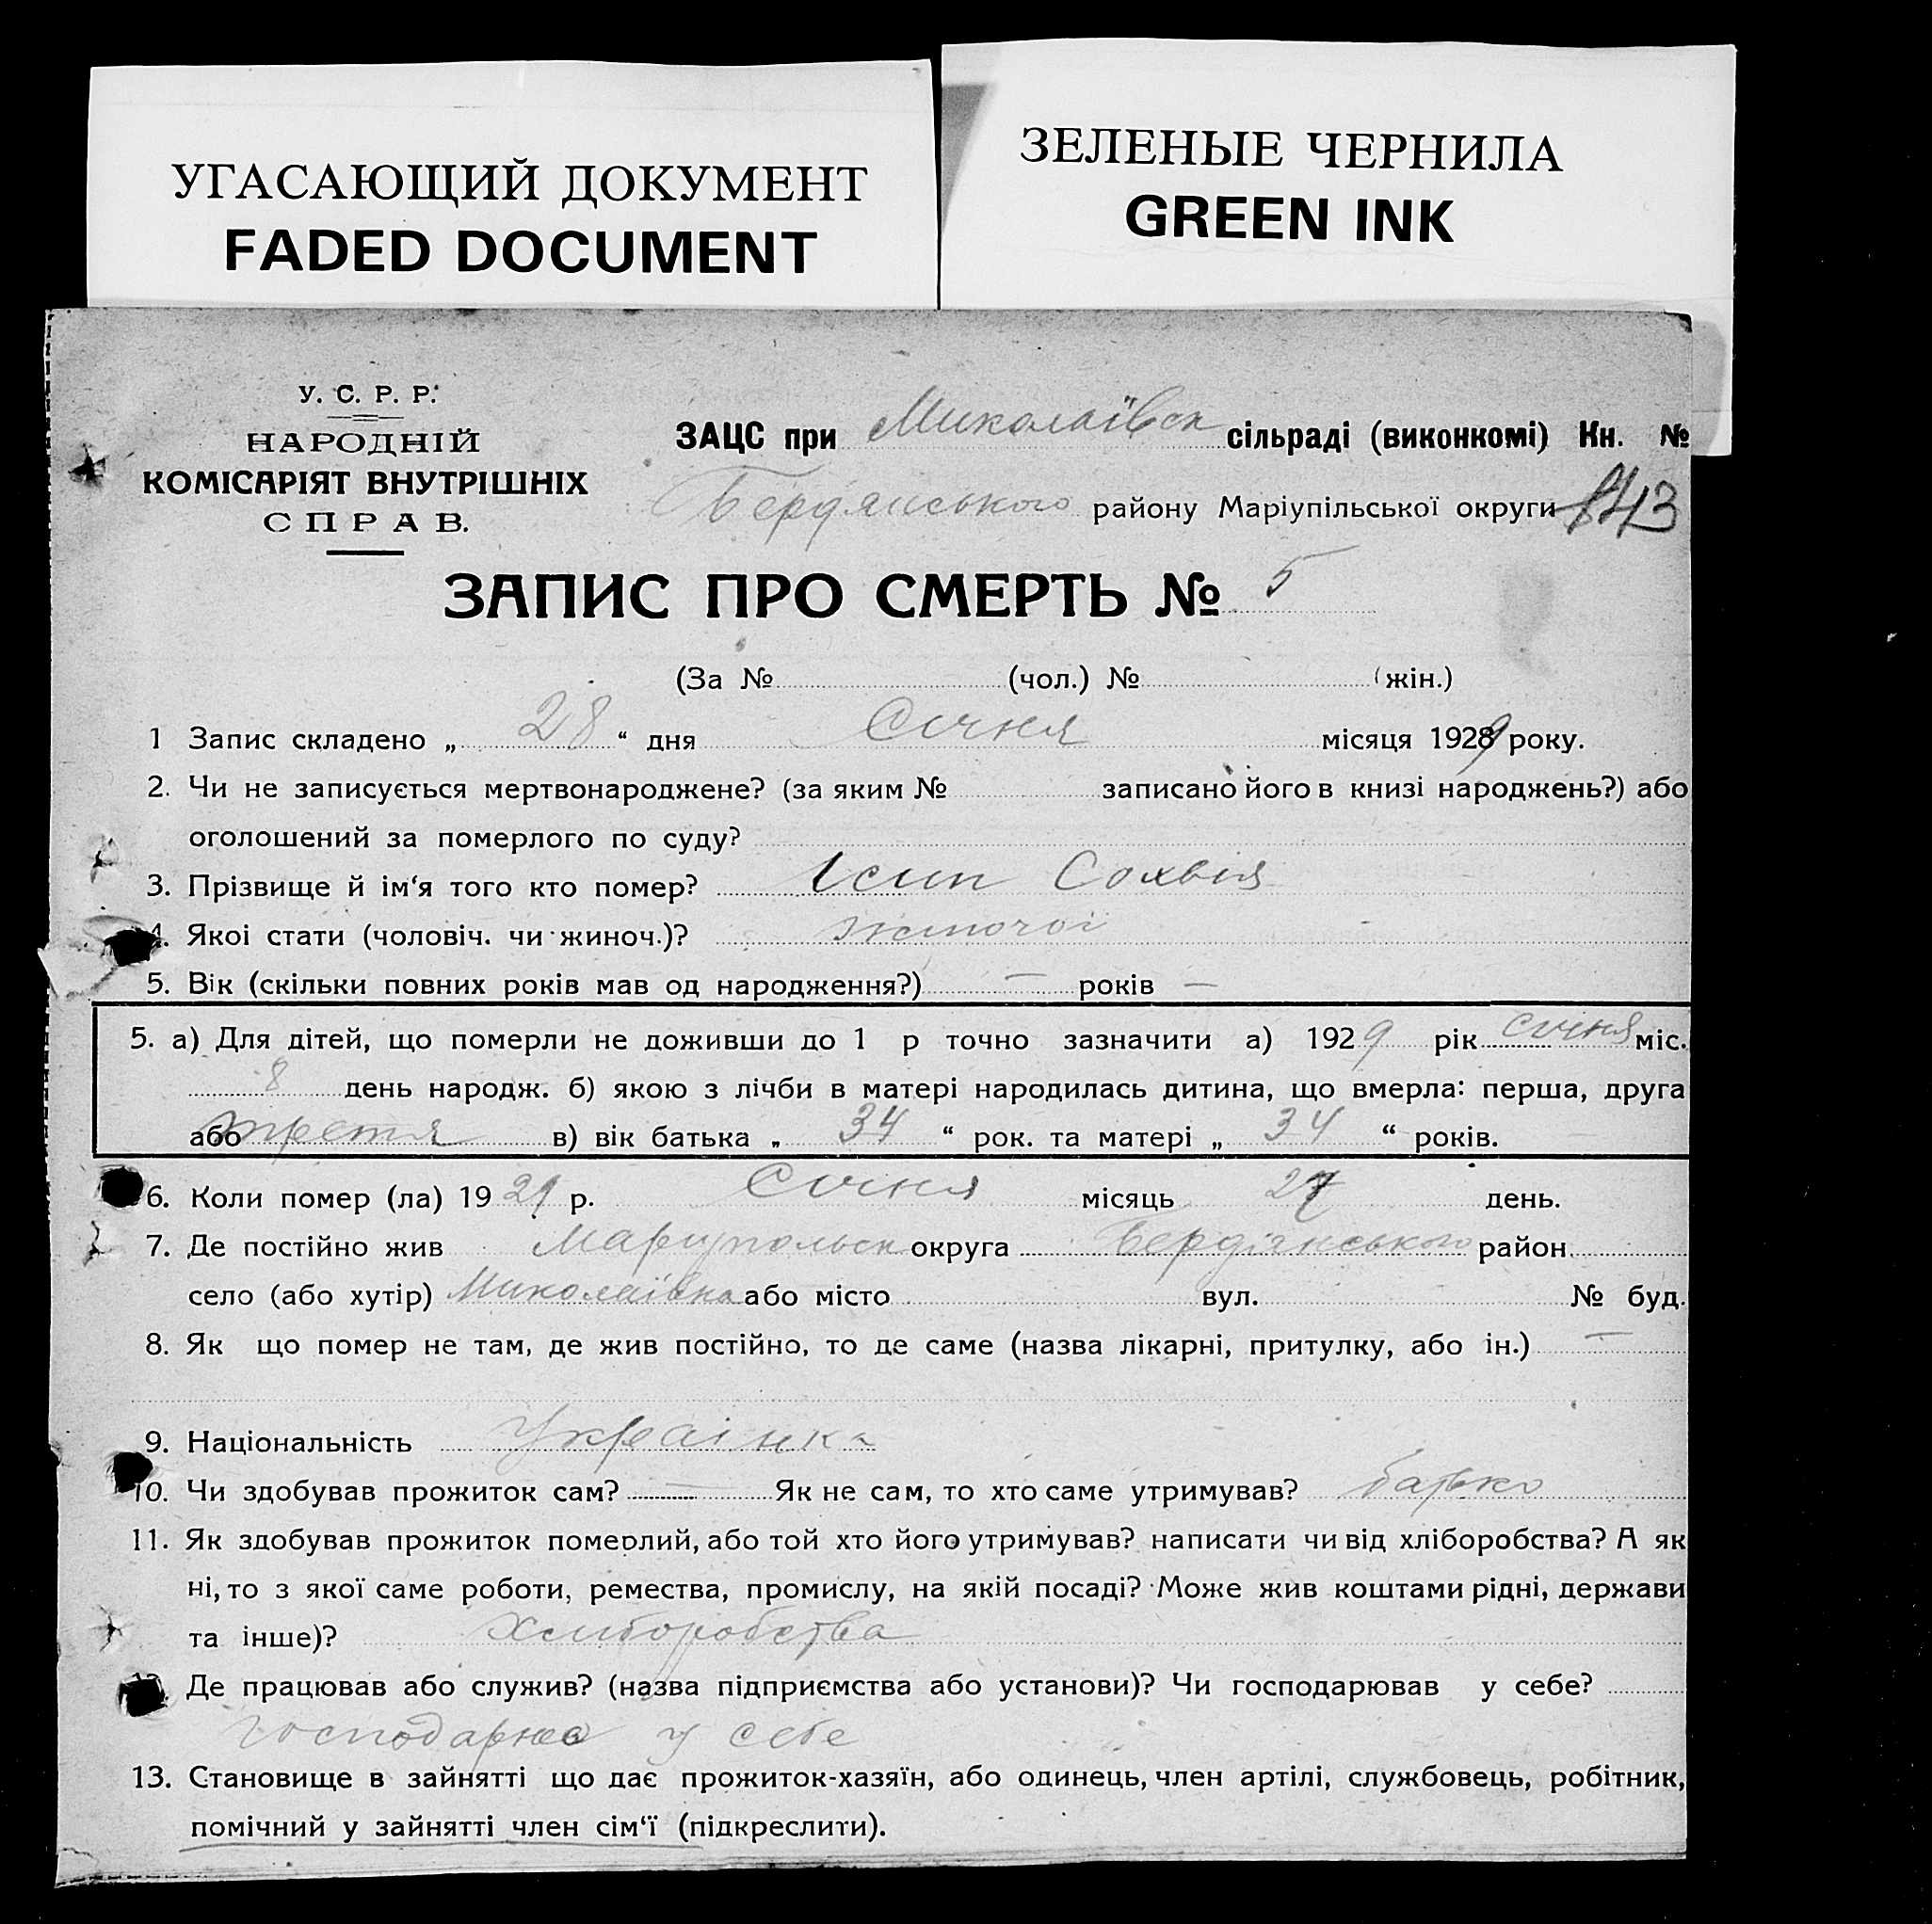 УГАСАЮЩИЙ ДОКУМЕНТ
FADED DOCUMENT
ЗЕЛЕНЫЕ ЧЕРНИЛА
GREEN INK
У. С. Р. Р.
НАРОДНІЙ
КОМІСАРІЯТ ВНУТРІШНІХ
СПРАВ.
ЗАЦС при Миколаївск сільраді (виконкомі) Кн. №
Бердянського району Маріупільської округи 143
ЗАПИС ПРО СМЕРТЬ № 5
(За № (чол.) № (жін.)
1 Запис складено „ 28 “ дня Січня місяця 1929 року.
2. Чи не записується мертвонароджене? (за яким № записано його в книзі народжень?) або
оголошений за померлого по суду?
3. Прізвище й ім‘я того кто помер? Ісип Сохвія
4. Якоі стати (чоловіч. чи жиноч.)? жіночоі
5. Вік (скільки повних років мав од народження?) — років —
5. а) Для дітей, що померли не доживши до 1 р точно зазначити а) 1929 рік січня міс.
8 день народж. б) якою з лічби в матері народилась дитина, що вмерла: перша, друга
або третя в) вік батька „ 34 “ рок. та матері „ 34 “ років.
6. Коли помер (ла) 1929 р. Січня місяць 27 день.
7. Де постійно жив Марупольск округа Бердянського район
село (або хутір) Миколаївка або місто вул. № буд.
8. Як що помер не там, де жив постійно, то де саме (назва лікарні, притулку, або ін.) —
9. Національність Украінка
10. Чи здобував прожиток сам? — Як не сам, то хто саме утримував? батько
11. Як здобував прожиток померлий, або той хто його утримував? написати чи від хліборобства? А як
ні, то з якої саме роботи, ремества, промислу, на якій посаді? Може жив коштами рідні, держави
та інше)? Хліборобства
Де працював або служив? (назва підприємства або установи)? Чи господарював у себе?
господарюв у себе
13. Становище в зайнятті що дає прожиток-хазяїн, або одинець, член артілі, службовець, робітник,
помічний у зайнятті член сім‘ї (підкреслити).